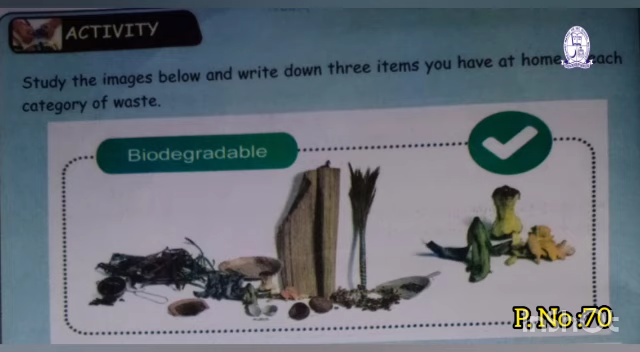 ACTIVITY
Study the images below and write down three items you have at home each
category of waste.
Biodegradable
P.No:70